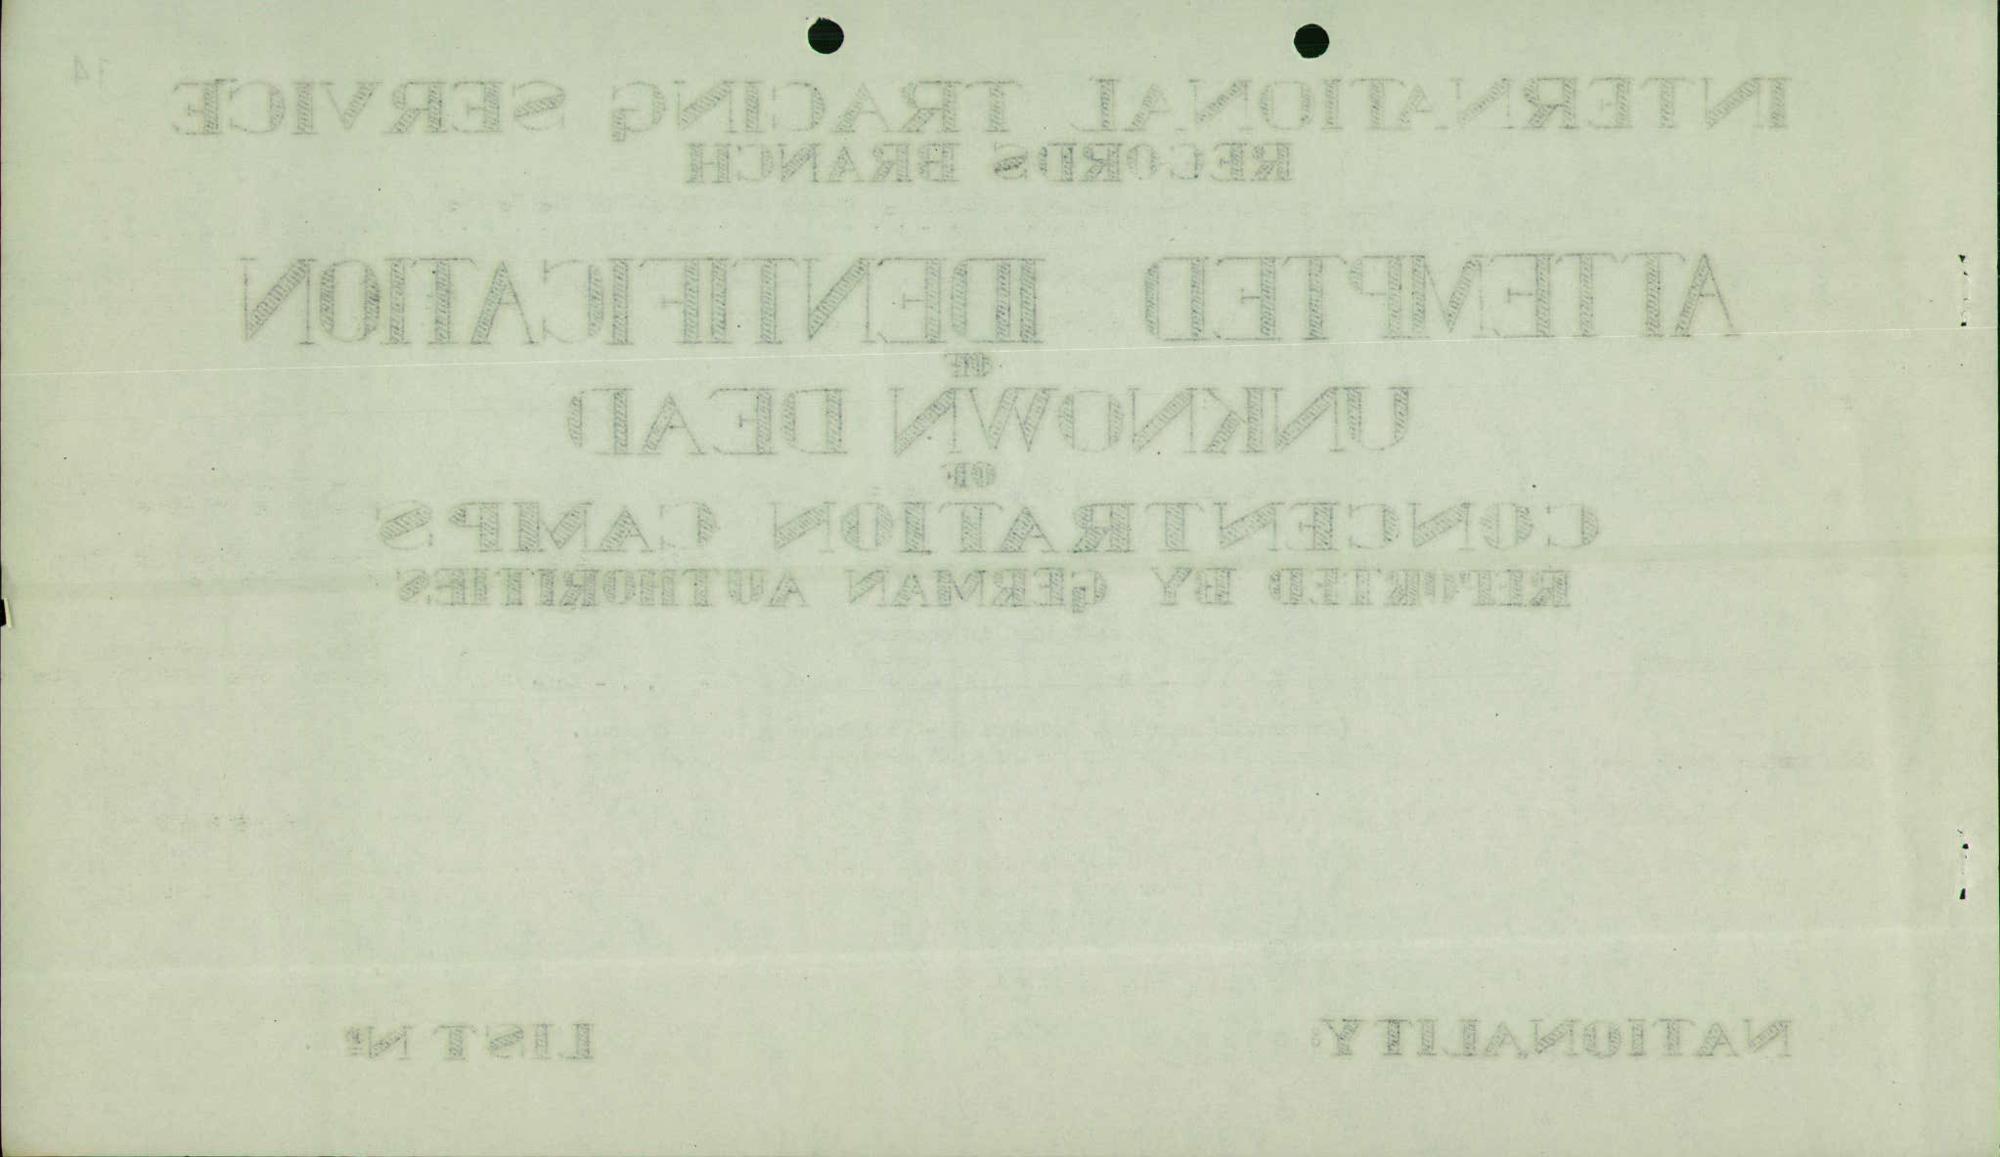 14
INTERNATIONAL TRACING SERVICE
RECORDS BRANCH
ATTEMPTED IDENTIFICATION
OF
UNKNOWN DEAD
OF
CONCENTRATION CAMPS
REPORTED BY GERMAN AUTHORITIES
NATIONALITY: LIST Nº